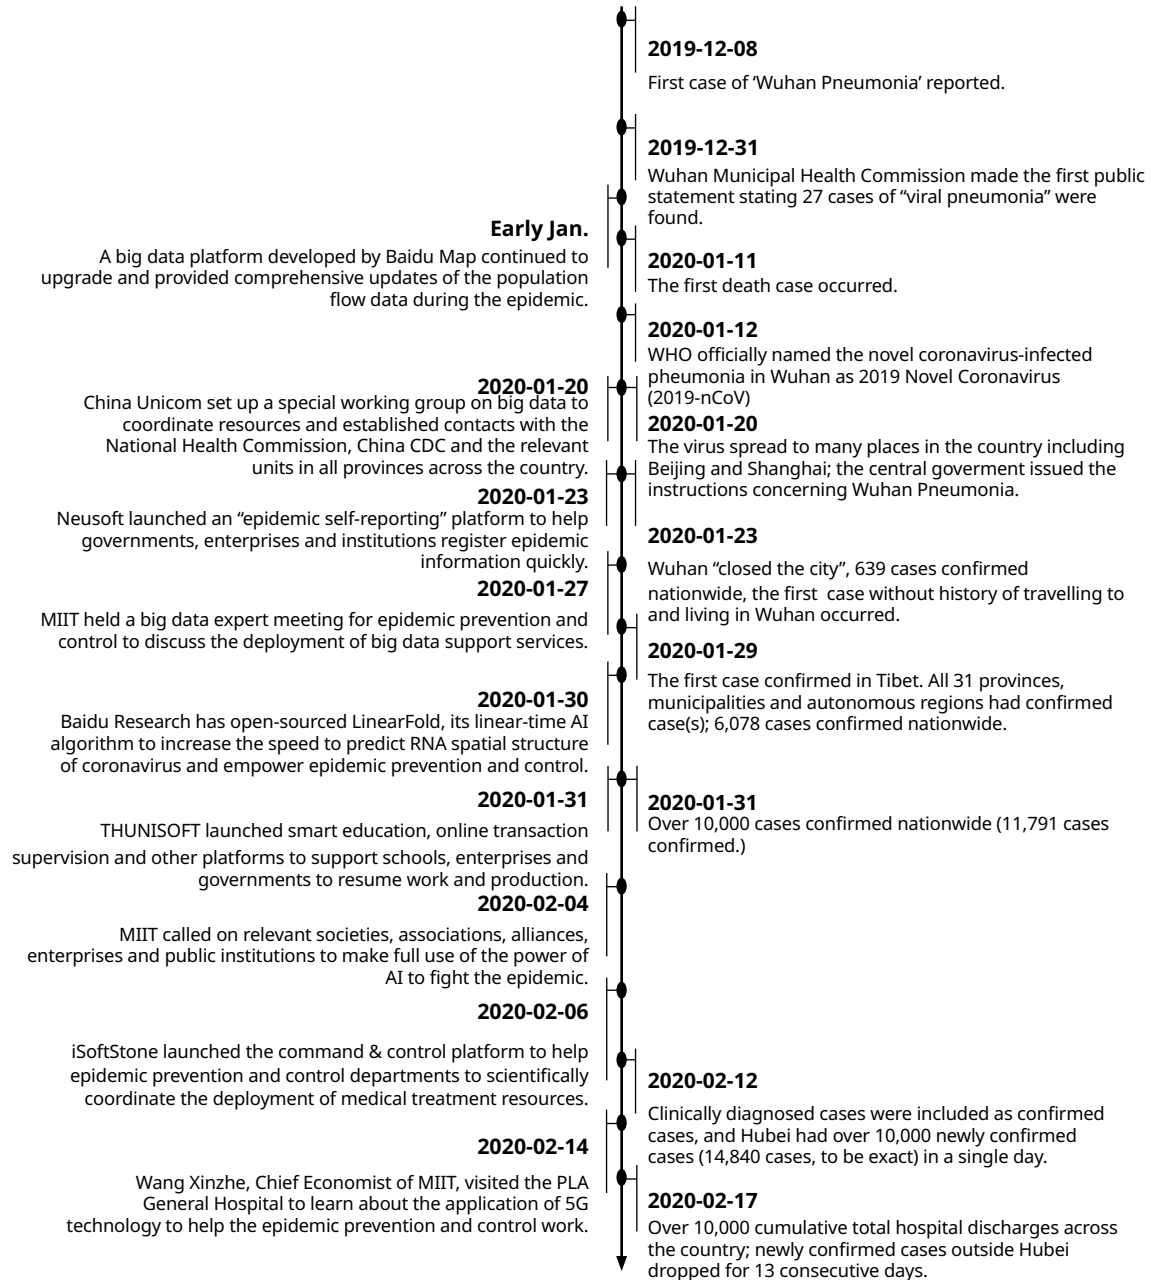 2019-12-08
First case of ‘Wuhan Pneumonia’ reported.
2019-12-31
Wuhan Municipal Health Commission made the first public
statement stating 27 cases of “viral pneumonia” were
found.
Early Jan.
A big data platform developed by Baidu Map continued to
upgrade and provided comprehensive updates of the population
flow data during the epidemic.
2020-01-11
The first death case occurred.
2020-01-12
WHO officially named the novel coronavirus-infected
pheumonia in Wuhan as 2019 Novel Coronavirus
(2019-nCoV)
2020-01-20
China Unicom set up a special working group on big data to
coordinate resources and established contacts with the
National Health Commission, China CDC and the relevant
units in all provinces across the country.
2020-01-20
The virus spread to many places in the country including
Beijing and Shanghai; the central goverment issued the
instructions concerning Wuhan Pneumonia.
2020-01-23
Neusoft launched an “epidemic self-reporting” platform to help
governments, enterprises and institutions register epidemic
information quickly.
2020-01-23
Wuhan “closed the city”, 639 cases confirmed
nationwide, the first  case without history of travelling to
and living in Wuhan occurred.
2020-01-27
MIIT held a big data expert meeting for epidemic prevention and
control to discuss the deployment of big data support services.
2020-01-29
The first case confirmed in Tibet. All 31 provinces,
municipalities and autonomous regions had confirmed
case(s); 6,078 cases confirmed nationwide.
2020-01-30
Baidu Research has open-sourced LinearFold, its linear-time AI
algorithm to increase the speed to predict RNA spatial structure
of coronavirus and empower epidemic prevention and control.
2020-01-31
THUNISOFT launched smart education, online transaction
supervision and other platforms to support schools, enterprises and
governments to resume work and production.
2020-01-31
Over 10,000 cases confirmed nationwide (11,791 cases
confirmed.)
2020-02-04
MIIT called on relevant societies, associations, alliances,
enterprises and public institutions to make full use of the power of
AI to fight the epidemic.
2020-02-06
iSoftStone launched the command & control platform to help
epidemic prevention and control departments to scientifically
coordinate the deployment of medical treatment resources.
2020-02-12
Clinically diagnosed cases were included as confirmed
cases, and Hubei had over 10,000 newly confirmed
cases (14,840 cases, to be exact) in a single day.
2020-02-14
Wang Xinzhe, Chief Economist of MIIT, visited the PLA
General Hospital to learn about the application of 5G
technology to help the epidemic prevention and control work.
2020-02-17
Over 10,000 cumulative total hospital discharges across
the country; newly confirmed cases outside Hubei
dropped for 13 consecutive days.